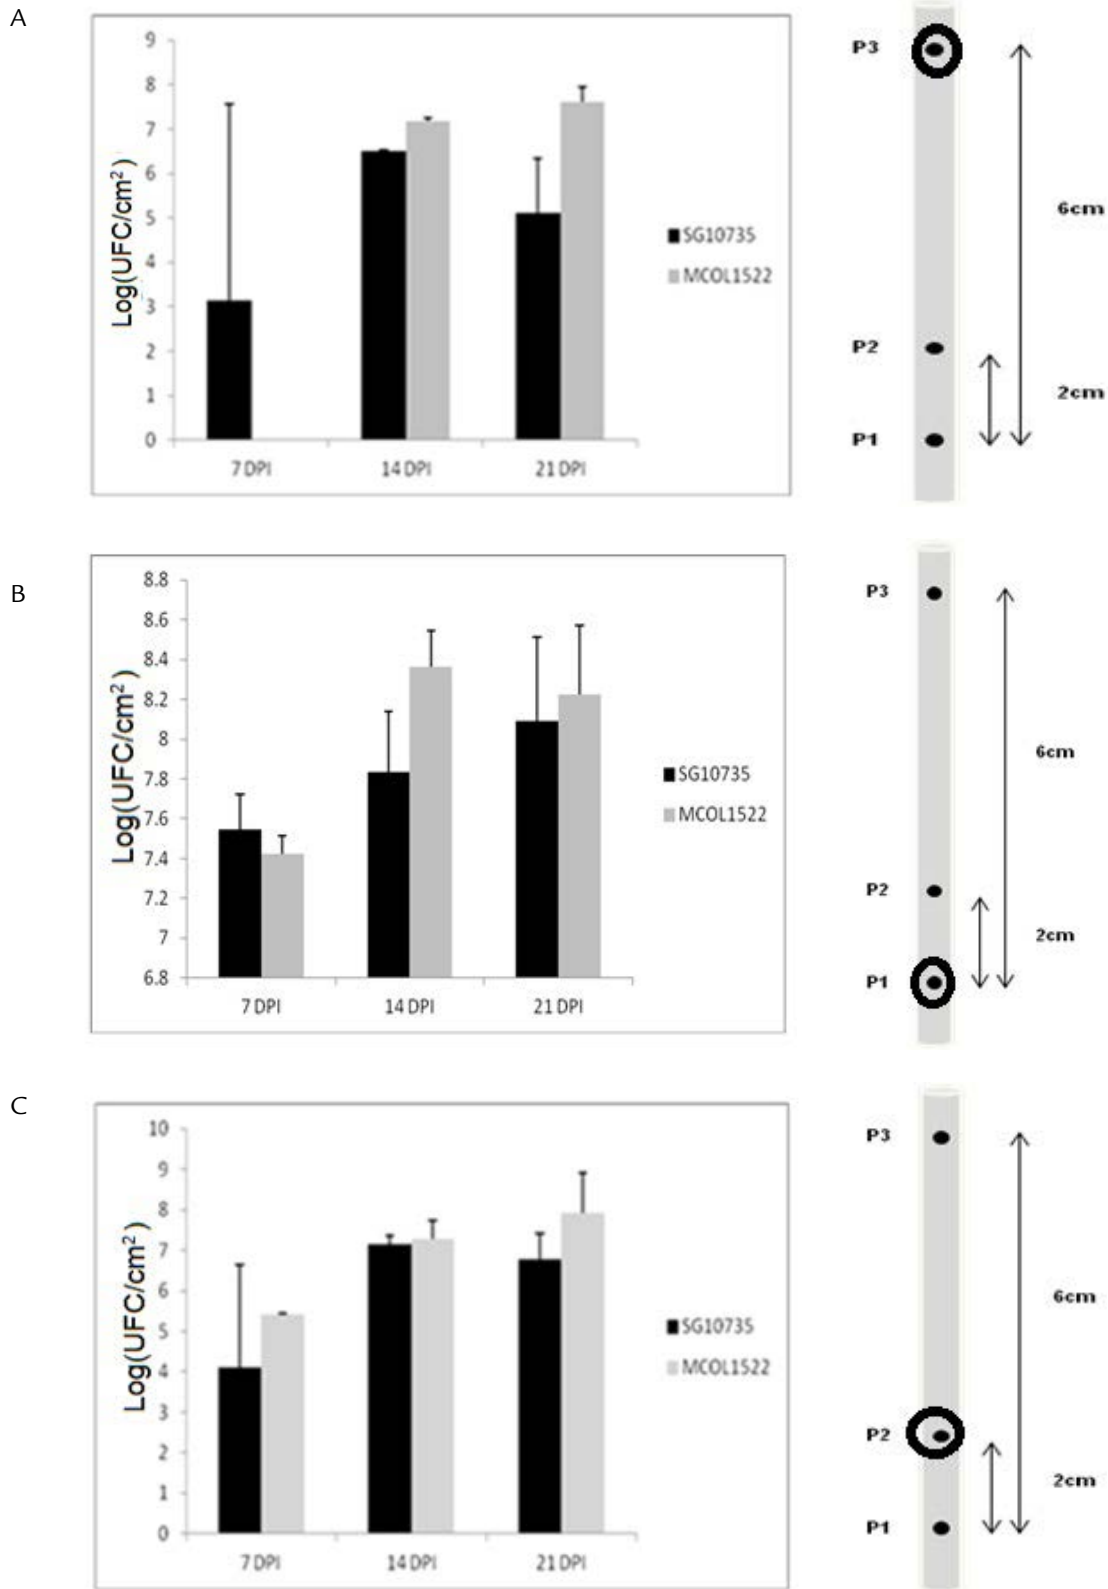 A
Log(UFC/cm²)
9
8
7
6
5
4
3
2
1
0
7 DPI
14 DPI
21 DPI
SG10735
MCOL1522
P3
6cm
P2
2cm
P1
B
Log(UFC/cm²)
8.8
8.6
8.4
8.2
8
7.8
7.6
7.4
7.2
7
6.8
7 DPI
14 DPI
21 DPI
SG10735
MCOL1522
P3
6cm
P2
2cm
P1
C
Log(UFC/cm²)
10
9
8
7
6
5
4
3
2
1
0
7 DPI
14 DPI
21 DPI
SG10735
MCOL1522
P3
6cm
P2
2cm
P1